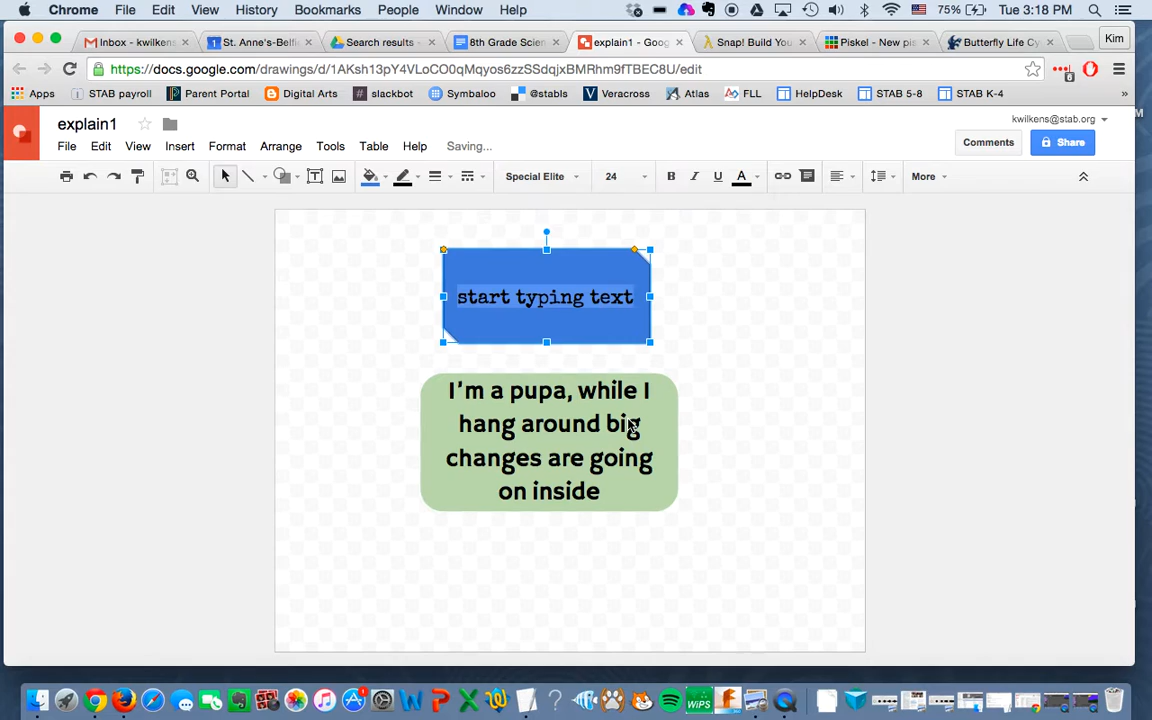 Chrome File Edit View History Bookmarks People Window Help 75% Tue 3:18 PM
Inbox - kwilkens St. Anne's-Belfi Search results - 8th Grade Scien explain1 - Goog Snap! Build You Piskel - New pi Butterfly Life Cy Kim
https://docs.google.com/drawings/d/1AKsh13pY4VLoCO0qMqyos6zzSSdqjxBMRhm9fTBEC8U/edit
Apps STAB payroll Parent Portal Digital Arts slackbot Symbaloo @stabls Veracross Atlas FLL HelpDesk STAB 5-8 STAB K-4 »
explain1 kwilkens@stab.org
File Edit View Insert Format Arrange Tools Table Help Saving... Comments Share
Special Elite 24 B I U A More
start typing text
I'm a pupa, while I
hang around big
changes are going
on inside